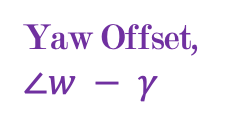 Yaw Offset,
∠w − γ